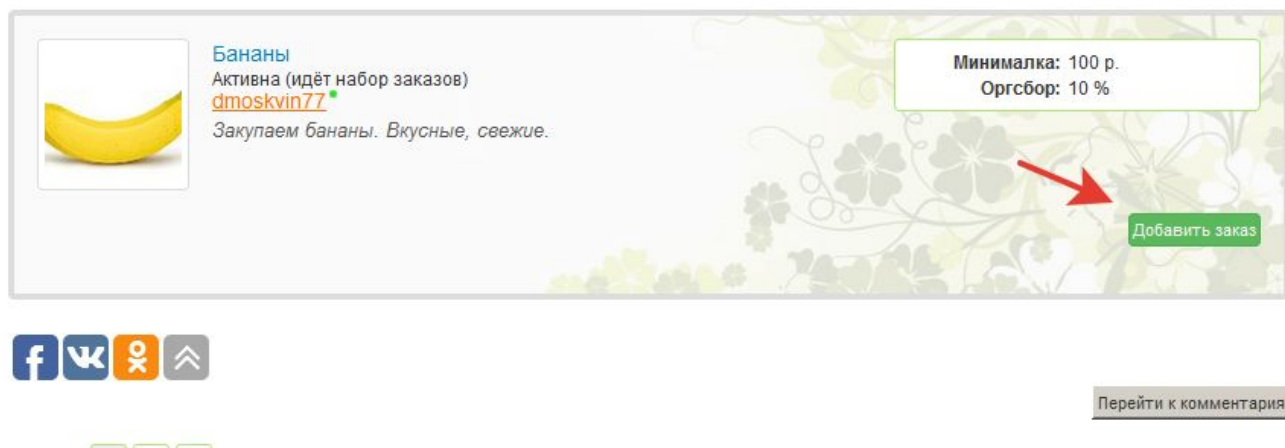 Бананы
Активна (идёт набор заказов)
dmoskvin77
Закупаем бананы. Вкусные, свежие.
Минималка: 100 р.
Оргсбор: 10 %
Добавить заказ
Перейти к комментария